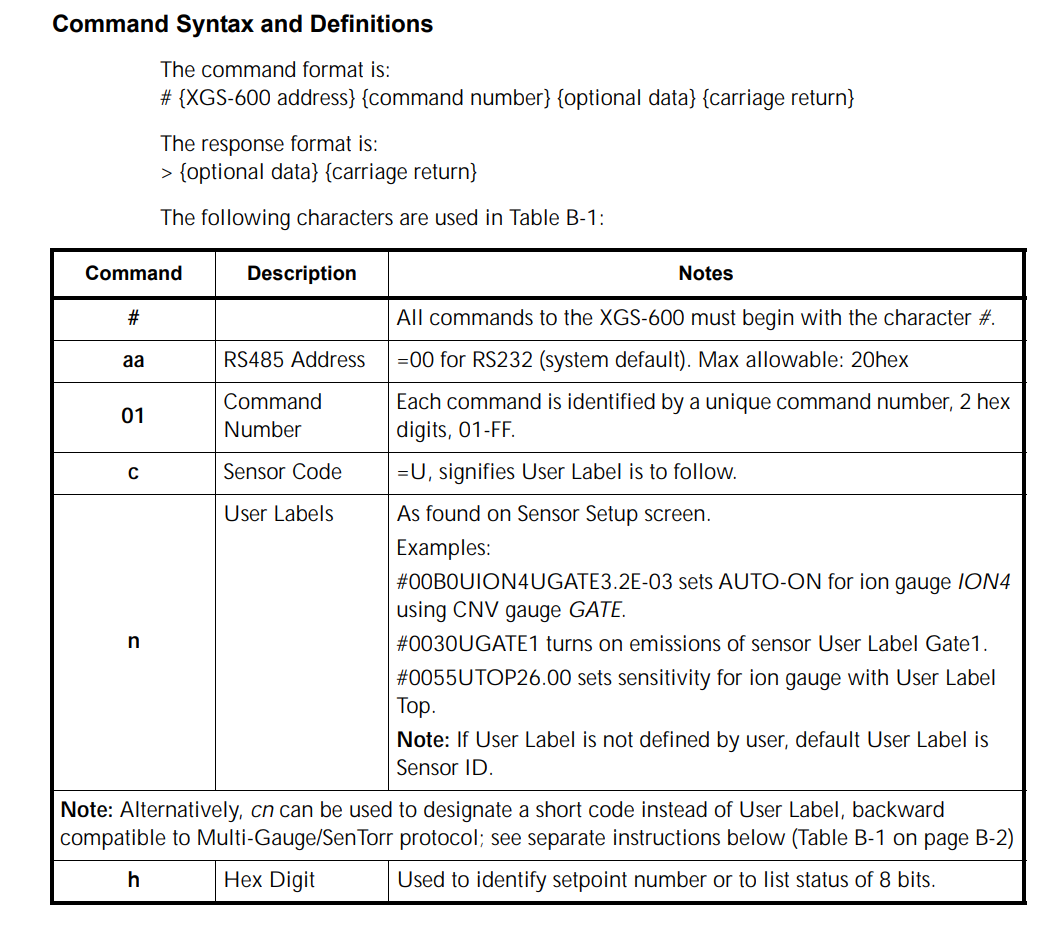 Command Syntax and Definitions
The command format is:
# {XGS-600 address} {command number} {optional data} {carriage return}
The response format is:
> {optional data} {carriage return}
The following characters are used in Table B-1:
Command Description Notes
# All commands to the XGS-600 must begin with the character #.
aa RS485 Address =00 for RS232 (system default). Max allowable: 20hex
01 Command Number Each command is identified by a unique command number, 2 hex
digits, 01-FF.
c Sensor Code =U, signifies User Label is to follow.
n User Labels As found on Sensor Setup screen.
Examples:
#00B0UION4UGATE3.2E-03 sets AUTO-ON for ion gauge ION4
using CNV gauge GATE.
#0030UGATE1 turns on emissions of sensor User Label Gate1.
#0055UTOP26.00 sets sensitivity for ion gauge with User Label
Top.
Note: If User Label is not defined by user, default User Label is
Sensor ID.
Note: Alternatively, cn can be used to designate a short code instead of User Label, backward
compatible to Multi-Gauge/SenTorr protocol; see separate instructions below (Table B-1 on page B-2)
h Hex Digit Used to identify setpoint number or to list status of 8 bits.